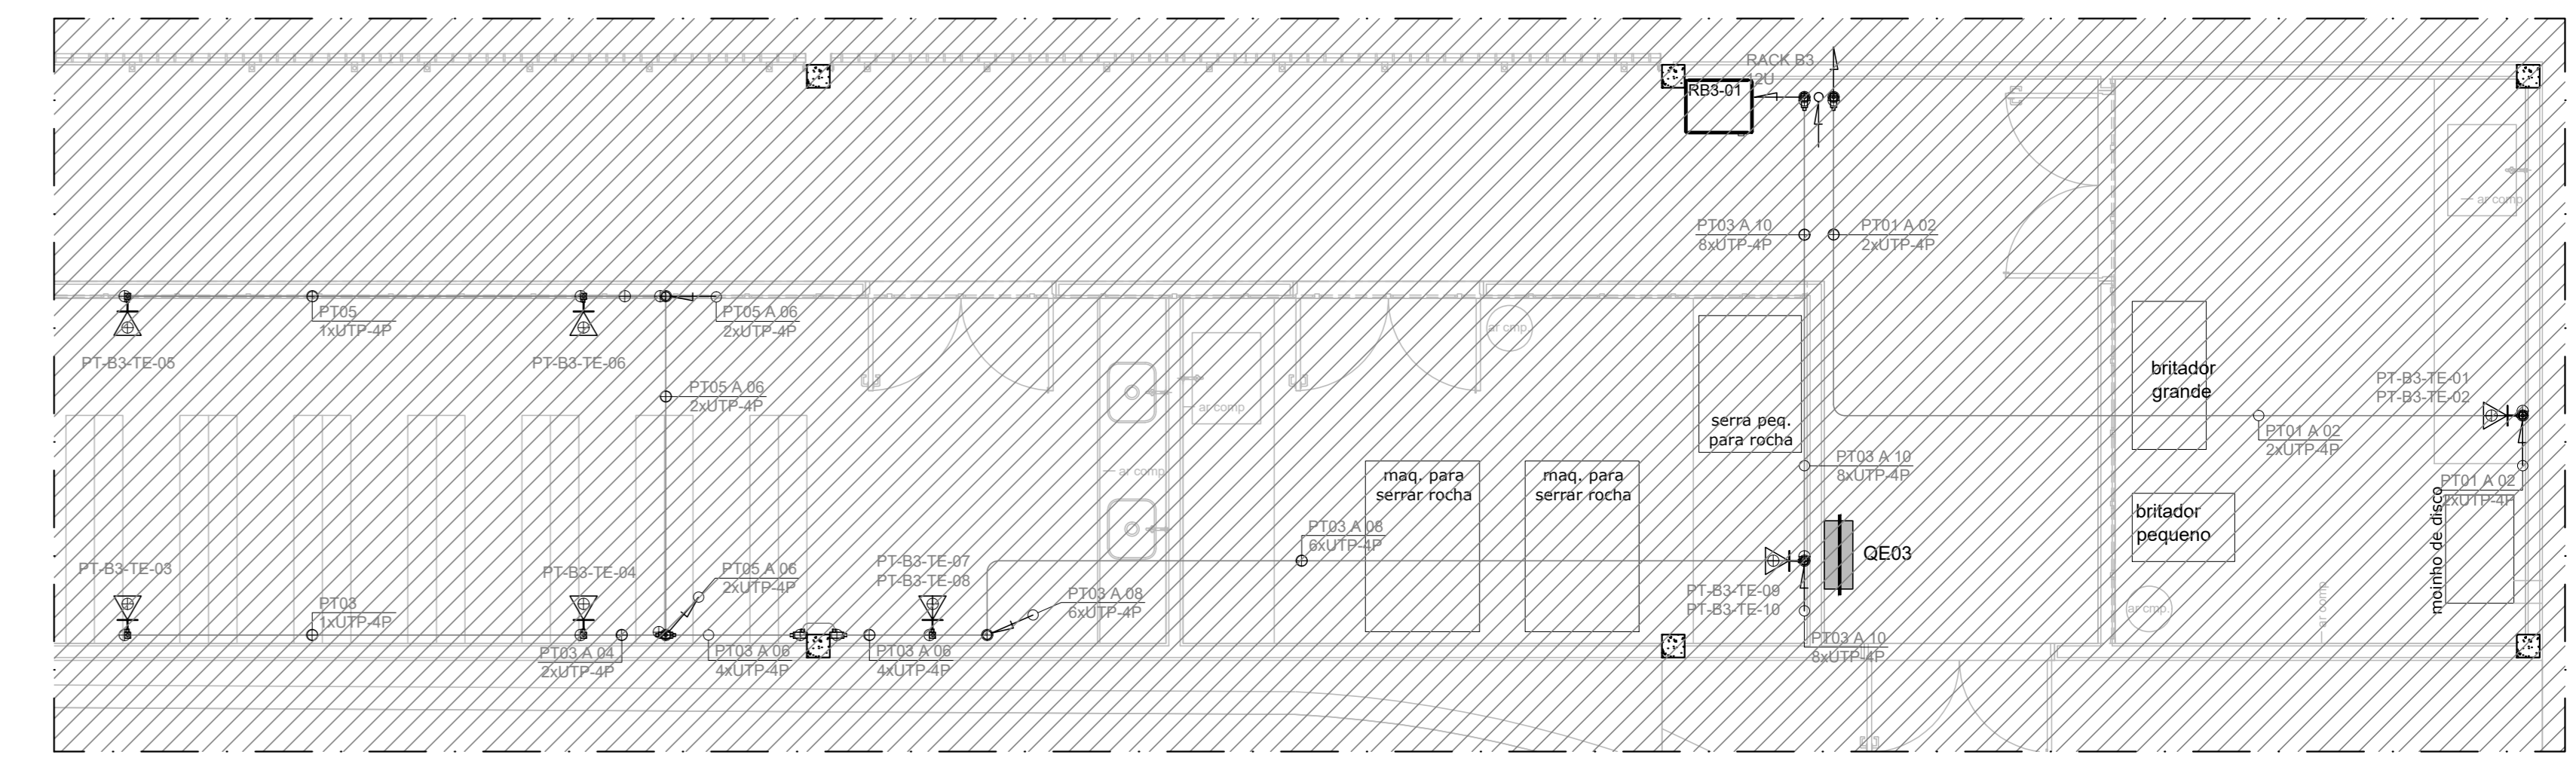 RACK B3
12U
RB3-01
PT03 A 10
8xUTP-4P
PT01 A 02
2xUTP-4P
ar comp.
PT05
1xUTP-4P
PT05 A 06
2xUTP-4P
ar cmp.
PT-B3-TE-05
PT-B3-TE-06
PT05 A 06
2xUTP-4P
ar comp.
britador
grande
PT-B3-TE-01
PT-B3-TE-02
serra peq.
para rocha
PT01 A 02
2xUTP-4P
ar comp.
maq. para
serrar rocha
maq. para
serrar rocha
PT03 A 10
8xUTP-4P
PT01 A 02
2xUTP-4P
moinho de disco
britador
pequeno
PT03 A 08
6xUTP-4P
QE03
PT-B3-TE-03
PT-B3-TE-04
PT05 A 06
2xUTP-4P
PT-B3-TE-07
PT-B3-TE-08
PT03 A 08
6xUTP-4P
PT-B3-TE-09
PT-B3-TE-10
ar cmp.
ar comp
PT03
1xUTP-4P
PT03 A 04
2xUTP-4P
PT03 A 06
4xUTP-4P
PT03 A 06
4xUTP-4P
PT03 A 10
8xUTP-4P